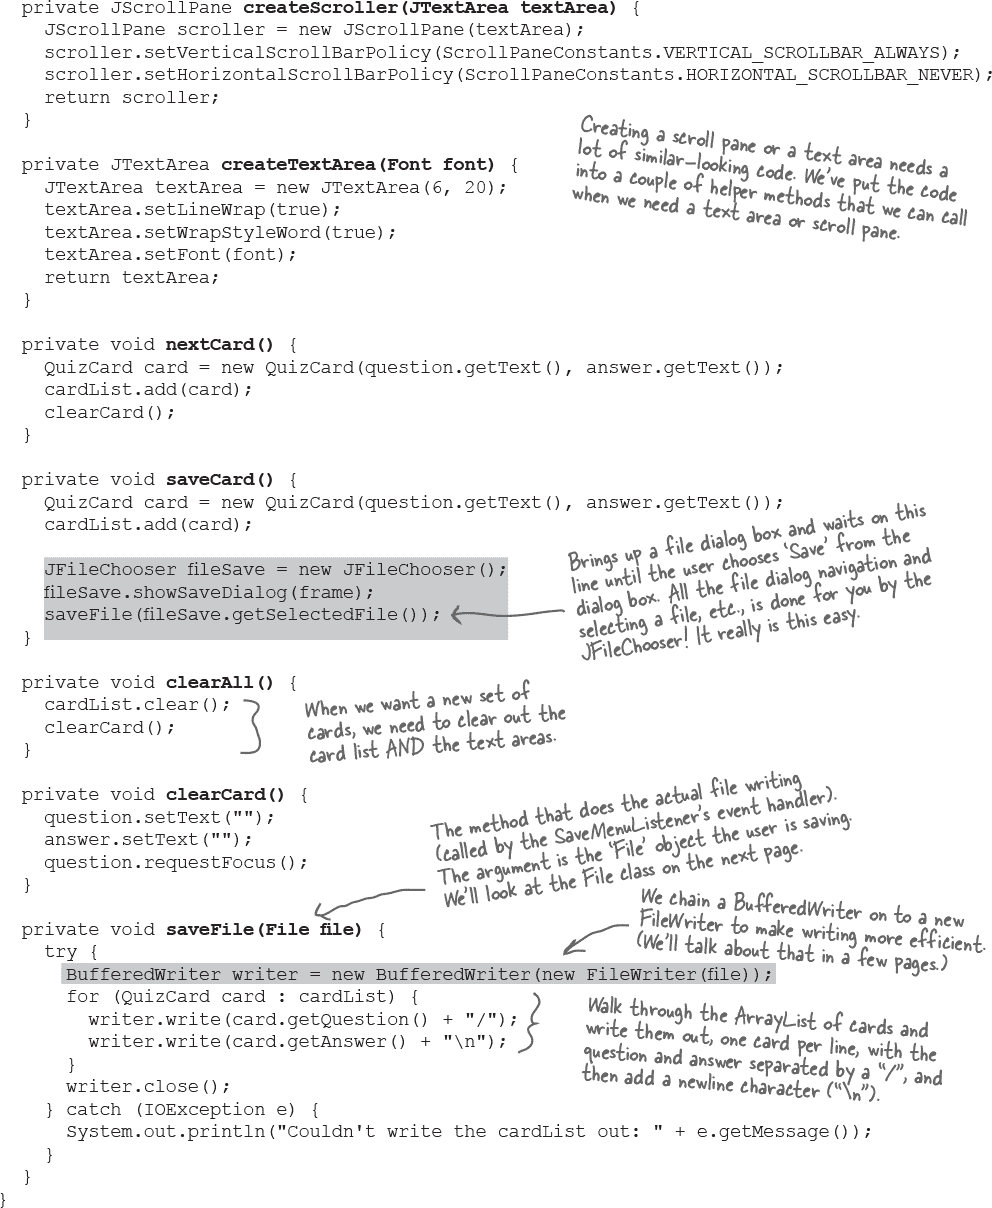 private JScrollPane createScroller(JTextArea textArea) {
JScrollPane scroller = new JScrollPane(textArea);
scroller.setVerticalScrollBarPolicy(ScrollPaneConstants.VERTICAL_SCROLLBAR_ALWAYS);
scroller.setHorizontalScrollBarPolicy(ScrollPaneConstants.HORIZONTAL_SCROLLBAR_NEVER);
return scroller;
}
Creating a scroll pane or a text area needs a
lot of similar-looking code. We've put the code
into a couple of helper methods that we can call
when we need a text area or scroll pane.
private JTextArea createTextArea(Font font) {
JTextArea textArea = new JTextArea(6, 20);
textArea.setLineWrap(true);
textArea.setWrapStyleWord(true);
textArea.setFont(font);
return textArea;
}
private void nextCard() {
QuizCard card = new QuizCard(question.getText(), answer.getText());
cardList.add(card);
clearCard();
}
private void saveCard() {
QuizCard card = new QuizCard(question.getText(), answer.getText());
cardList.add(card);
JFileChooser fileSave = new JFileChooser();
fileSave.showSaveDialog(frame);
saveFile(fileSave.getSelectedFile());
}
Brings up a file dialog box and waits on this
line until the user chooses 'Save' from the
dialog box. All the file dialog navigation and
selecting a file, etc., is done for you by the
JFileChooser! It really is this easy.
private void clearAll() {
cardList.clear();
clearCard();
}
When we want a new set of
cards, we need to clear out the
card list AND the text areas.
private void clearCard() {
question.setText("");
answer.setText("");
question.requestFocus();
}
The method that does the actual file writing
(called by the SaveMenuListener's event handler).
The argument is the 'File' object the user is saving.
We'll look at the File class on the next page.
private void saveFile(File file) {
try {
BufferedWriter writer = new BufferedWriter(new FileWriter(file));
We chain a BufferedWriter on to a new
FileWriter to make writing more efficient.
(We'll talk about that in a few pages.)
for (QuizCard card : cardList) {
writer.write(card.getQuestion() + "/");
writer.write(card.getAnswer() + "\n");
}
Walk through the ArrayList of cards and
write them out, one card per line, with the
question and answer separated by a "/", and
then add a newline character ("\n").
writer.close();
} catch (IOException e) {
System.out.println("Couldn't write the cardList out: " + e.getMessage());
}
}
}